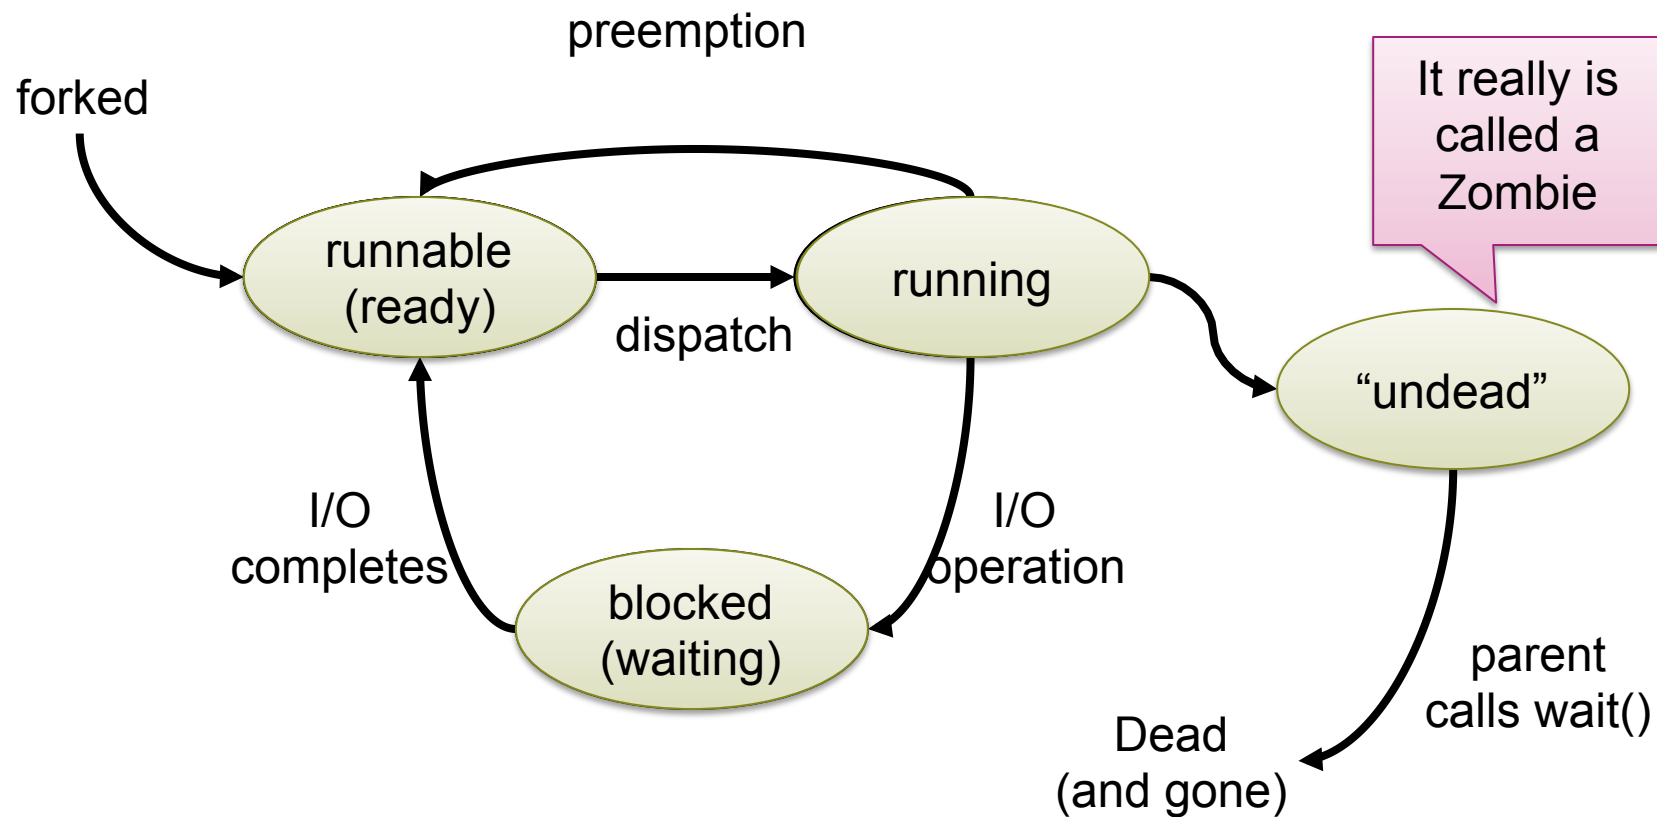 preemption
forked
It really is
called a
Zombie
runnable
(ready)
running
dispatch
“undead”
I/O
completes
I/O
operation
blocked
(waiting)
parent
calls wait()
Dead
(and gone)